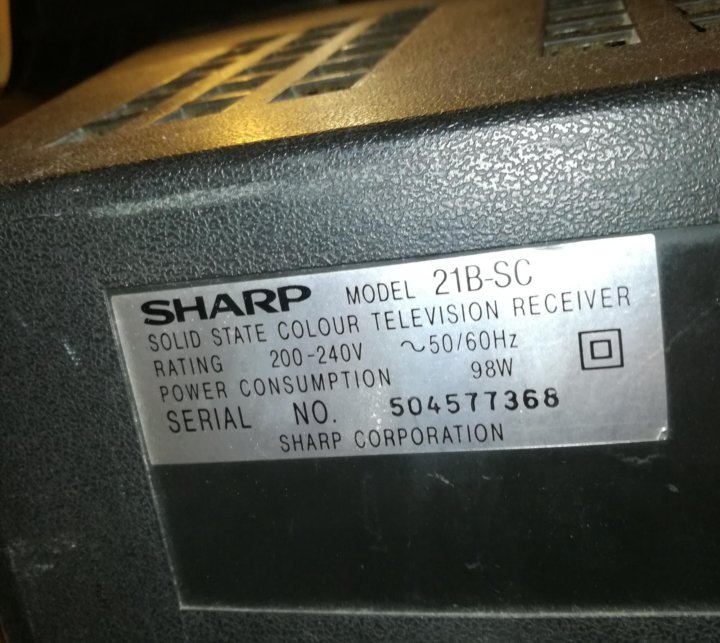 SHARP MODEL 21B-SC
SOLID STATE COLOUR TELEVISION RECEIVER
RATING 200-240V ~50/60Hz
POWER CONSUMPTION 98W
SERIAL NO. 504577368
SHARP CORPORATION